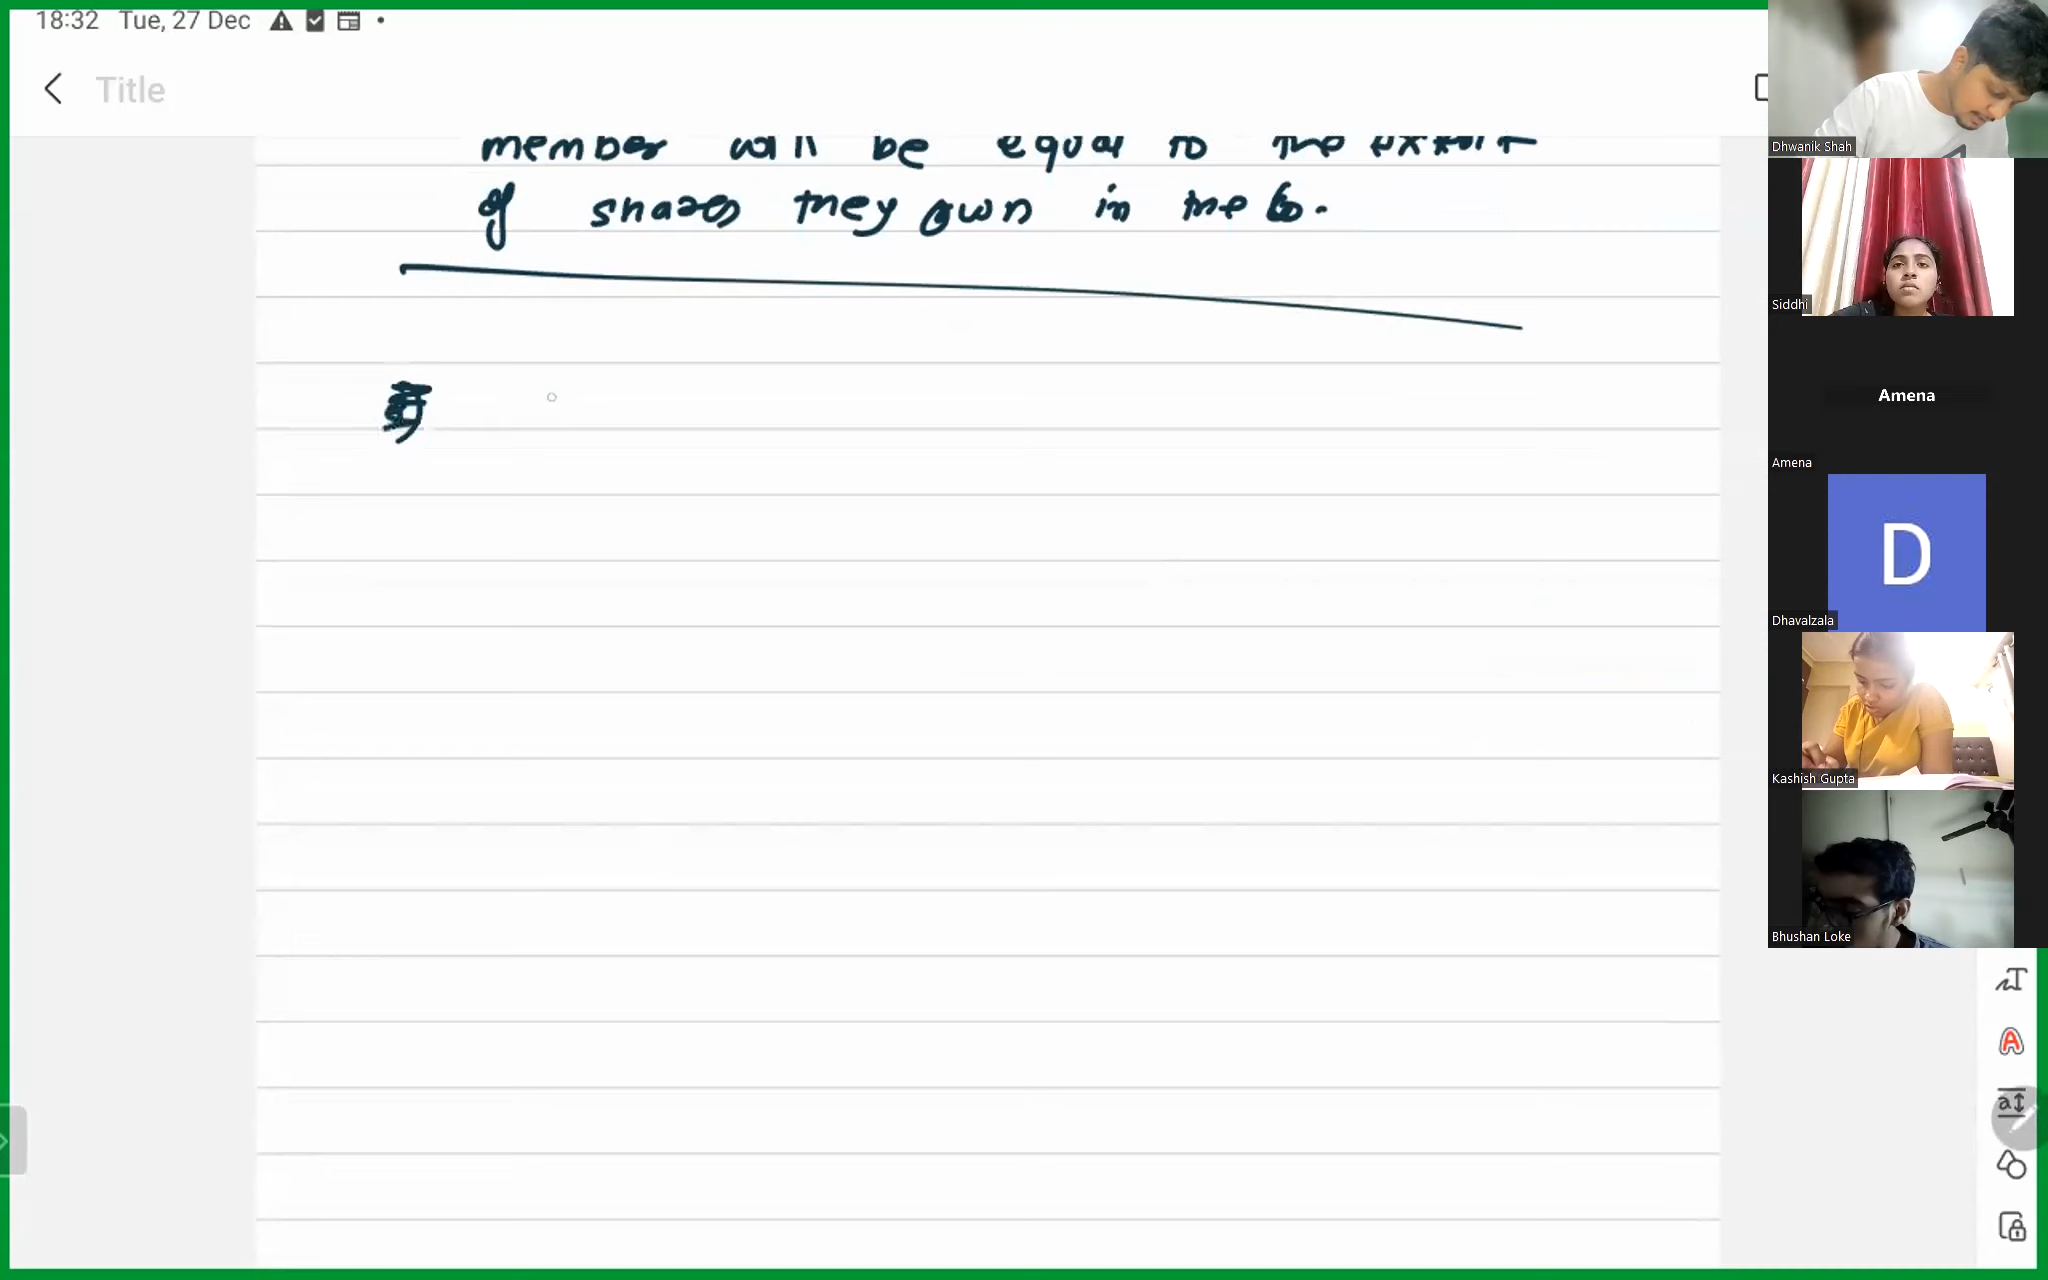 18:32 Tue, 27 Dec
Title
member will be equal to the extent
of shares they own in the Co.
Dhwanik Shah
Siddhi
Amena
Amena
D
Dhavalzala
Kashish Gupta
Bhushan Loke
T
A
a